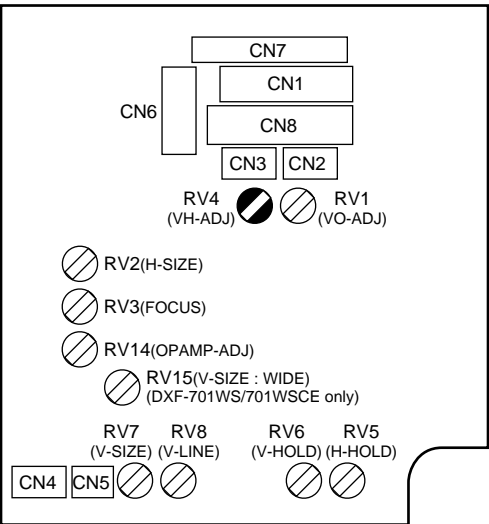 CN7
CN1
CN6
CN8
CN3
CN2
RV4
(VH-ADJ)
RV1
(VO-ADJ)
RV2(H-SIZE)
RV3(FOCUS)
RV14(OPAMP-ADJ)
RV15(V-SIZE : WIDE)
(DXF-701WS/701WSCE only)
RV7
(V-SIZE)
RV8
(V-LINE)
RV6
(V-HOLD)
RV5
(H-HOLD)
CN4
CN5